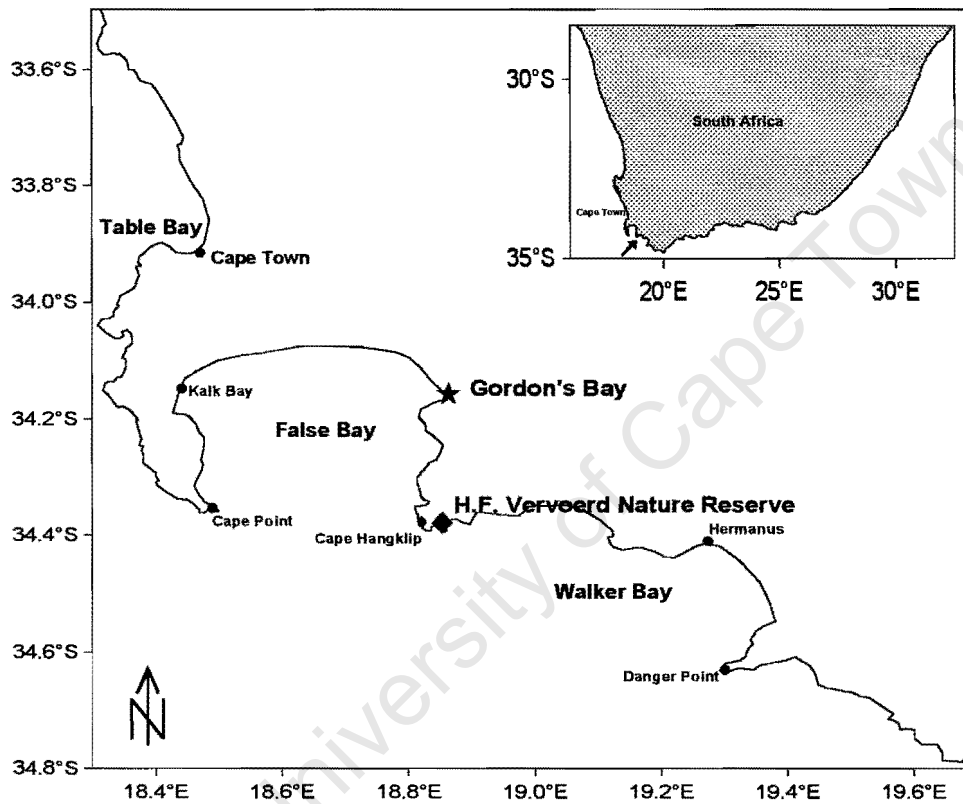 33.6°S
33.8°S
34.0°S
34.2°S
34.4°S
34.6°S
34.8°S
18.4°E
18.6°E
18.8°E
19.0°E
19.2°E
19.4°E
19.6°E
30°S
35°S
20°E
25°E
30°E
South Africa
Cape Town
Table Bay
Cape Town
Kalk Bay
Gordon's Bay
False Bay
H.F. Vervoerd Nature Reserve
Cape Point
Cape Hangklip
Hermanus
Walker Bay
Danger Point
N
University of Cape Town